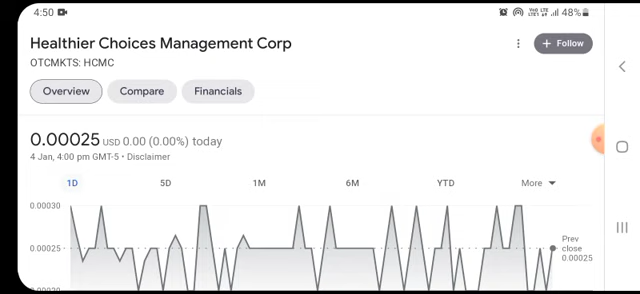 4:50 48%
Healthier Choices Management Corp
+ Follow
OTCMKTS: HCMC
Overview Compare Financials
0.00025 USD 0.00 (0.00%) today
4 Jan, 4:00 pm GMT-5 • Disclaimer
1D 5D 1M 6M YTD More
0.00030
0.00025
Prev
close
0.00025